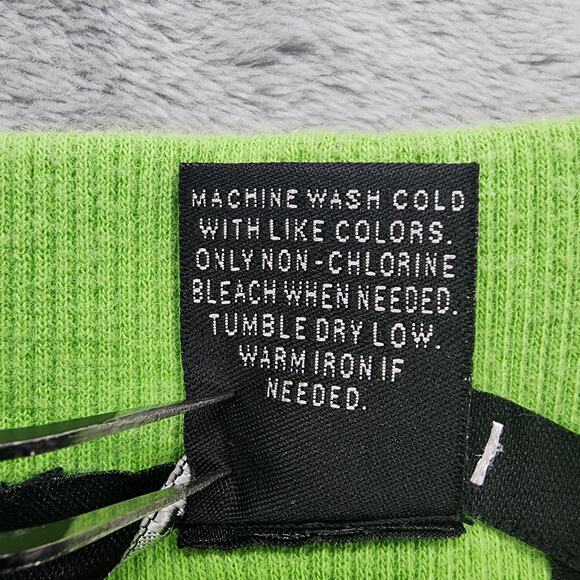 MACHINE WASH COLD
WITH LIKE COLORS.
ONLY NON-CHLORINE
BLEACH WHEN NEEDED.
TUMBLE DRY LOW.
WARM IRON IF
NEEDED.